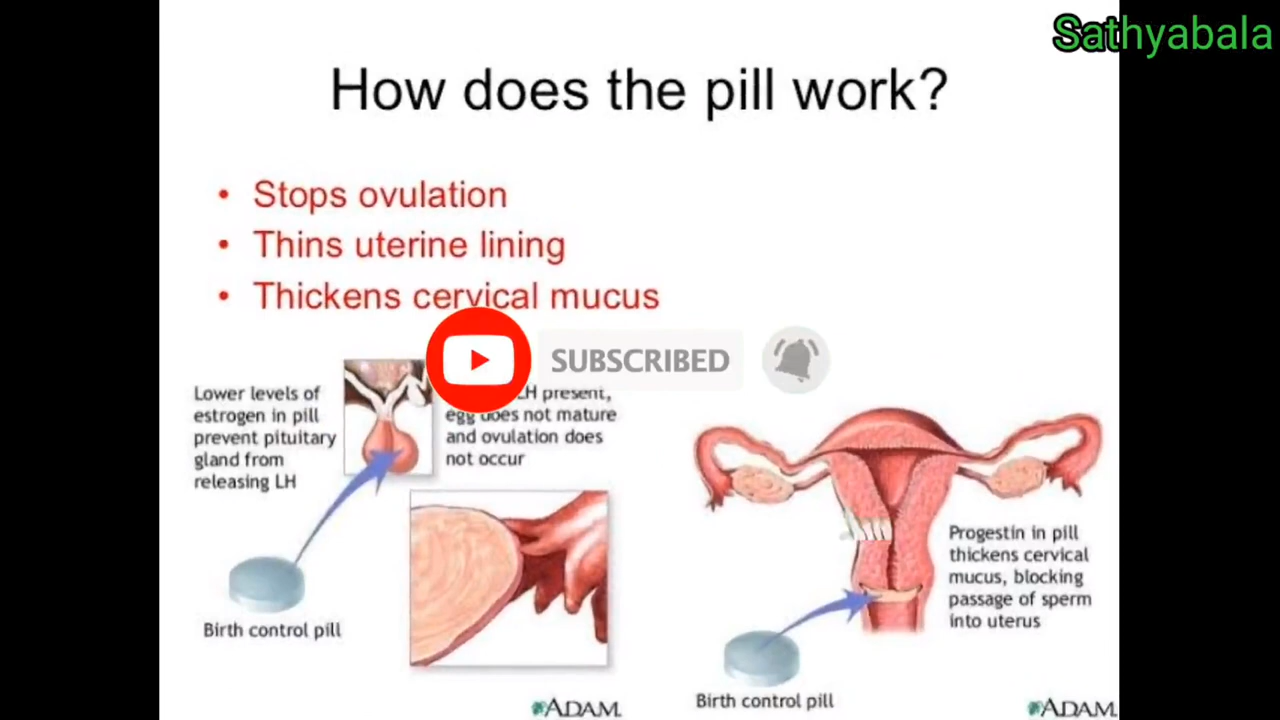 Sathyabala
How does the pill work?
• Stops ovulation
• Thins uterine lining
• Thickens cervical mucus
SUBSCRIBED
Lower levels of
estrogen in pill
prevent pituitary
gland from
releasing LH
LH present,
egg does not mature
and ovulation does
not occur
Birth control pill
Progestin in pill
thickens cervical
mucus, blocking
passage of sperm
into uterus
Birth control pill
ADAM.
ADAM.